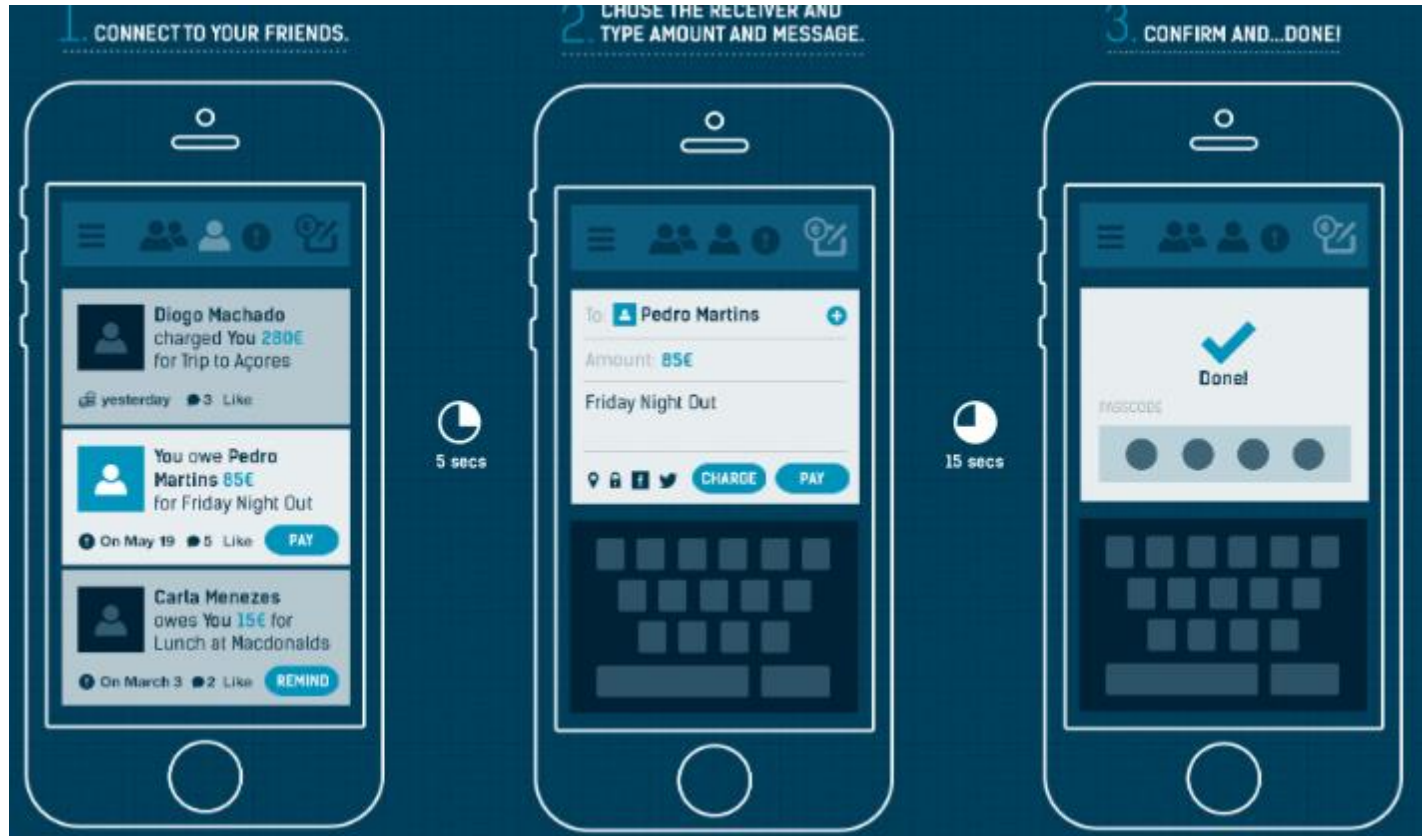 1. CONNECT TO YOUR FRIENDS.
2. CHOSE THE RECEIVER AND
TYPE AMOUNT AND MESSAGE.
3. CONFIRM AND...DONE!
Diogo Machado
charged You 280€
for Trip to Açores
yesterday 3 Like
You owe Pedro
Martins 85€
for Friday Night Out
On May 19 5 Like PAY
Carla Menezes
owes You 15€ for
Lunch at Macdonalds
On March 3 2 Like REMIND
5 secs
To: Pedro Martins
Amount: 85€
Friday Night Out
CHARGE PAY
15 secs
Done!
PASSCODE